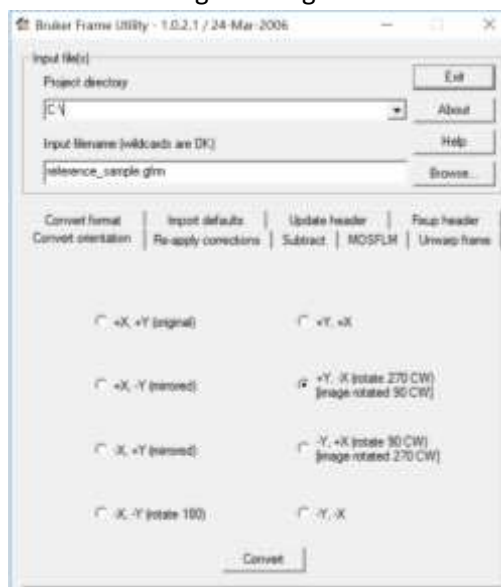 Bruker Frame Utility - 1.0.2.1 / 24-Mar-2006
Input file(s)
Project directory
Exit
C:\
About
Input filename (wildcards are OK)
Help
reference_sample.gfrm
Browse...
Convert format | Import defaults | Update header | Fixup header
Convert orientation | Re-apply corrections | Subtract | MOSFLM | Unwarp frame
+X, +Y (original)
+Y, +X
+X, -Y (mirrored)
+Y, -X (rotate 270 CW)
[image rotated 90 CW]
-X, +Y (mirrored)
-Y, +X (rotate 90 CW)
[image rotated 270 CW]
-X, -Y (rotate 180)
-Y, -X
Convert